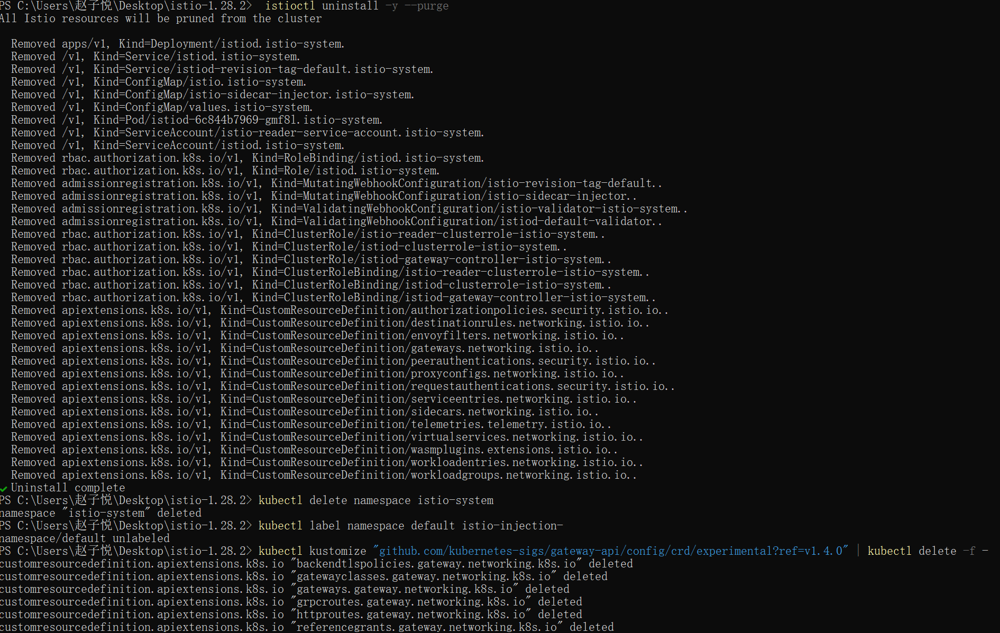 PS C:\Users\赵子悦\Desktop\istio-1.28.2>  istioctl uninstall -y --purge
All Istio resources will be pruned from the cluster
Removed apps/v1, Kind=Deployment/istiod.istio-system.
Removed /v1, Kind=Service/istiod.istio-system.
Removed /v1, Kind=Service/istiod-revision-tag-default.istio-system.
Removed /v1, Kind=ConfigMap/istio.istio-system.
Removed /v1, Kind=ConfigMap/istio-sidecar-injector.istio-system.
Removed /v1, Kind=ConfigMap/values.istio-system.
Removed /v1, Kind=Pod/istiod-6c844b7969-gmf8l.istio-system.
Removed /v1, Kind=ServiceAccount/istio-reader-service-account.istio-system.
Removed /v1, Kind=ServiceAccount/istiod.istio-system.
Removed rbac.authorization.k8s.io/v1, Kind=RoleBinding/istiod.istio-system.
Removed rbac.authorization.k8s.io/v1, Kind=Role/istiod.istio-system.
Removed admissionregistration.k8s.io/v1, Kind=MutatingWebhookConfiguration/istio-revision-tag-default..
Removed admissionregistration.k8s.io/v1, Kind=MutatingWebhookConfiguration/istio-sidecar-injector..
Removed admissionregistration.k8s.io/v1, Kind=ValidatingWebhookConfiguration/istio-validator-istio-system..
Removed admissionregistration.k8s.io/v1, Kind=ValidatingWebhookConfiguration/istiod-default-validator..
Removed rbac.authorization.k8s.io/v1, Kind=ClusterRole/istio-reader-clusterrole-istio-system..
Removed rbac.authorization.k8s.io/v1, Kind=ClusterRole/istiod-clusterrole-istio-system..
Removed rbac.authorization.k8s.io/v1, Kind=ClusterRole/istiod-gateway-controller-istio-system..
Removed rbac.authorization.k8s.io/v1, Kind=ClusterRoleBinding/istio-reader-clusterrole-istio-system..
Removed rbac.authorization.k8s.io/v1, Kind=ClusterRoleBinding/istiod-clusterrole-istio-system..
Removed rbac.authorization.k8s.io/v1, Kind=ClusterRoleBinding/istiod-gateway-controller-istio-system..
Removed apiextensions.k8s.io/v1, Kind=CustomResourceDefinition/authorizationpolicies.security.istio.io..
Removed apiextensions.k8s.io/v1, Kind=CustomResourceDefinition/destinationrules.networking.istio.io..
Removed apiextensions.k8s.io/v1, Kind=CustomResourceDefinition/envoyfilters.networking.istio.io..
Removed apiextensions.k8s.io/v1, Kind=CustomResourceDefinition/gateways.networking.istio.io..
Removed apiextensions.k8s.io/v1, Kind=CustomResourceDefinition/peerauthentications.security.istio.io..
Removed apiextensions.k8s.io/v1, Kind=CustomResourceDefinition/proxyconfigs.networking.istio.io..
Removed apiextensions.k8s.io/v1, Kind=CustomResourceDefinition/requestauthentications.security.istio.io..
Removed apiextensions.k8s.io/v1, Kind=CustomResourceDefinition/serviceentries.networking.istio.io..
Removed apiextensions.k8s.io/v1, Kind=CustomResourceDefinition/sidecars.networking.istio.io..
Removed apiextensions.k8s.io/v1, Kind=CustomResourceDefinition/telemetries.telemetry.istio.io..
Removed apiextensions.k8s.io/v1, Kind=CustomResourceDefinition/virtualservices.networking.istio.io..
Removed apiextensions.k8s.io/v1, Kind=CustomResourceDefinition/wasmplugins.extensions.istio.io..
Removed apiextensions.k8s.io/v1, Kind=CustomResourceDefinition/workloadentries.networking.istio.io..
Removed apiextensions.k8s.io/v1, Kind=CustomResourceDefinition/workloadgroups.networking.istio.io..
✓ Uninstall complete
PS C:\Users\赵子悦\Desktop\istio-1.28.2> kubectl delete namespace istio-system
namespace "istio-system" deleted
PS C:\Users\赵子悦\Desktop\istio-1.28.2> kubectl label namespace default istio-injection-
namespace/default unlabeled
PS C:\Users\赵子悦\Desktop\istio-1.28.2> kubectl kustomize "github.com/kubernetes-sigs/gateway-api/config/crd/experimental?ref=v1.4.0" | kubectl delete -f -
customresourcedefinition.apiextensions.k8s.io "backendtlspolicies.gateway.networking.k8s.io" deleted
customresourcedefinition.apiextensions.k8s.io "gatewayclasses.gateway.networking.k8s.io" deleted
customresourcedefinition.apiextensions.k8s.io "gateways.gateway.networking.k8s.io" deleted
customresourcedefinition.apiextensions.k8s.io "grpcroutes.gateway.networking.k8s.io" deleted
customresourcedefinition.apiextensions.k8s.io "httproutes.gateway.networking.k8s.io" deleted
customresourcedefinition.apiextensions.k8s.io "referencegrants.gateway.networking.k8s.io" deleted